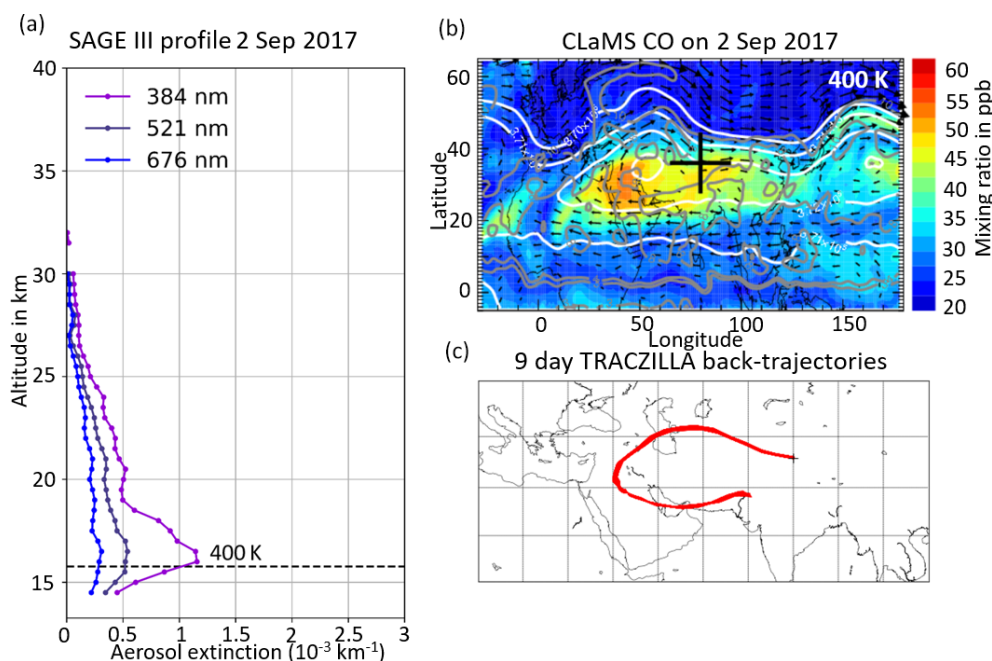 (a)
SAGE III profile 2 Sep 2017
40
35
30
25
20
15
Altitude in km
384 nm
521 nm
676 nm
400 K
0
0.5
1
1.5
2
2.5
3
Aerosol extinction (10⁻³ km⁻¹)
(b)
CLaMS CO on 2 Sep 2017
400 K
60
40
20
0
Latitude
0
50
100
150
Longitude
60
55
50
45
40
35
30
25
20
Mixing ratio in ppb
(c)
9 day TRACZILLA back-trajectories